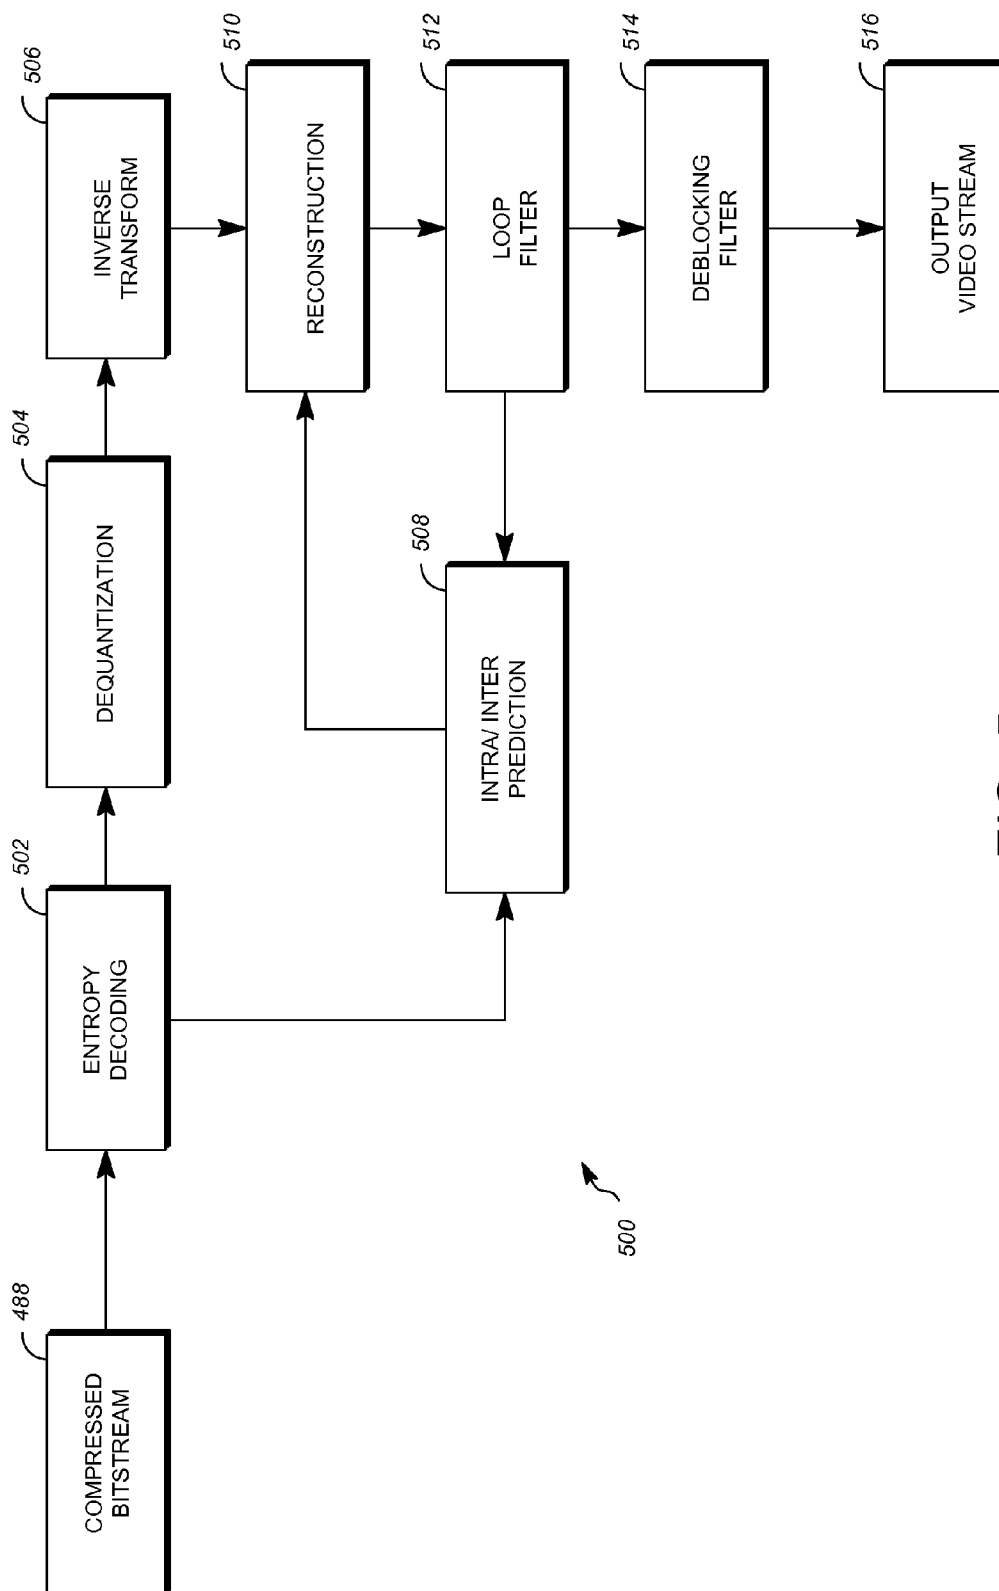 488
COMPRESSED
BITSTREAM
502
ENTROPY
DECODING
504
DEQUANTIZATION
506
INVERSE
TRANSFORM
510
RECONSTRUCTION
508
INTRA/ INTER
PREDICTION
512
LOOP
FILTER
514
DEBLOCKING
FILTER
516
OUTPUT
VIDEO STREAM
500